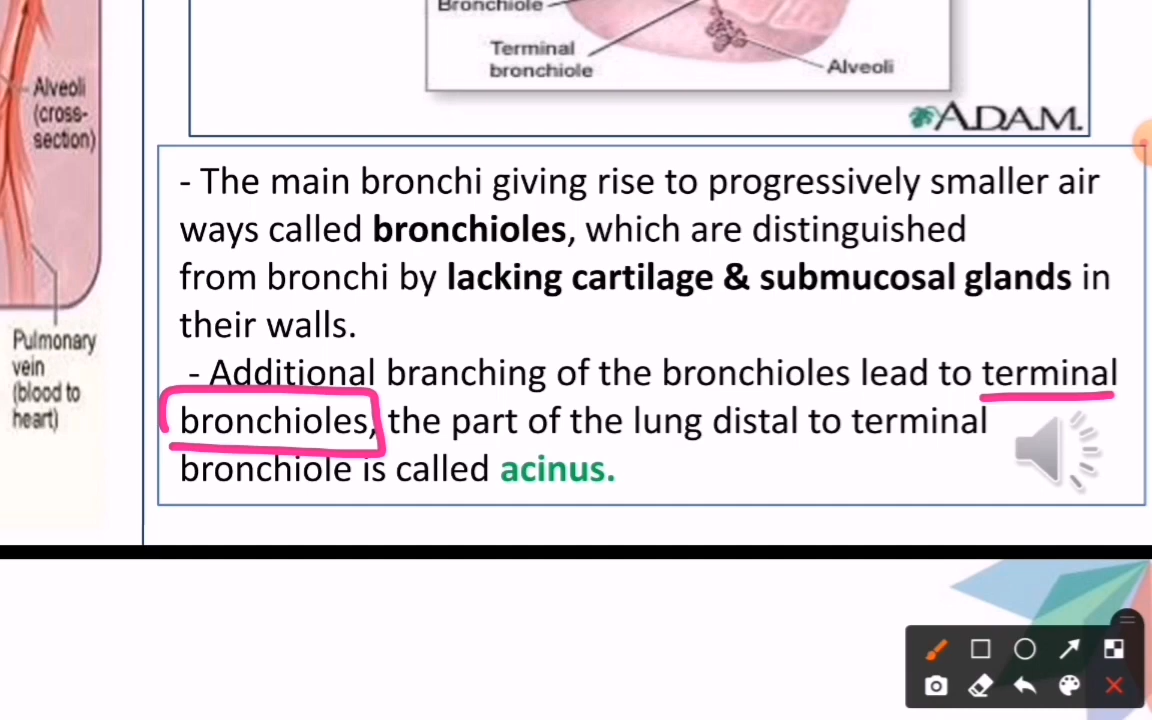 Bronchiole
Terminal
bronchiole
Alveoli
ADAM.
Alveoli
(cross-
section)
Pulmonary
vein
(blood to
heart)
- The main bronchi giving rise to progressively smaller air
ways called bronchioles, which are distinguished
from bronchi by lacking cartilage & submucosal glands in
their walls.
- Additional branching of the bronchioles lead to terminal
bronchioles, the part of the lung distal to terminal
bronchiole is called acinus.